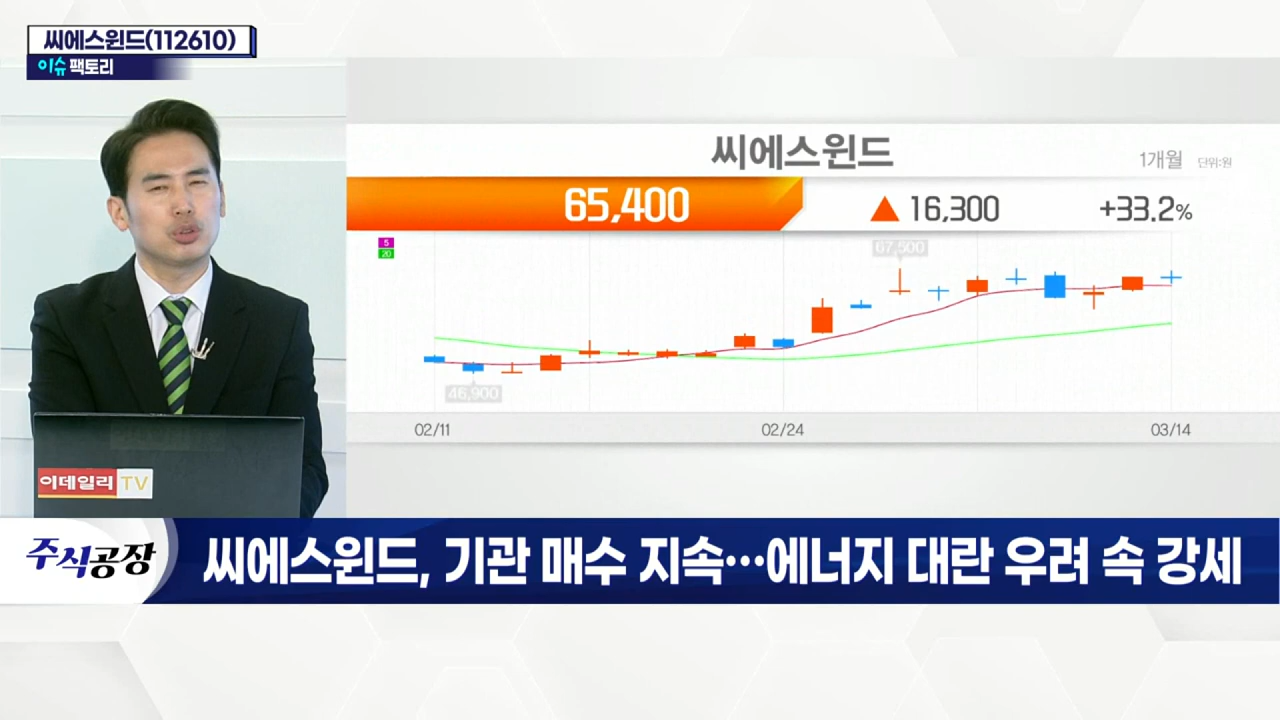 씨에스윈드(112610)
이슈 팩토리
씨에스윈드
1개월 단위:원
65,400 ▲ 16,300 +33.2%
5
20
67,500
46,900
02/11 02/24 03/14
이데일리 TV
주식공장
씨에스윈드, 기관 매수 지속…에너지 대란 우려 속 강세